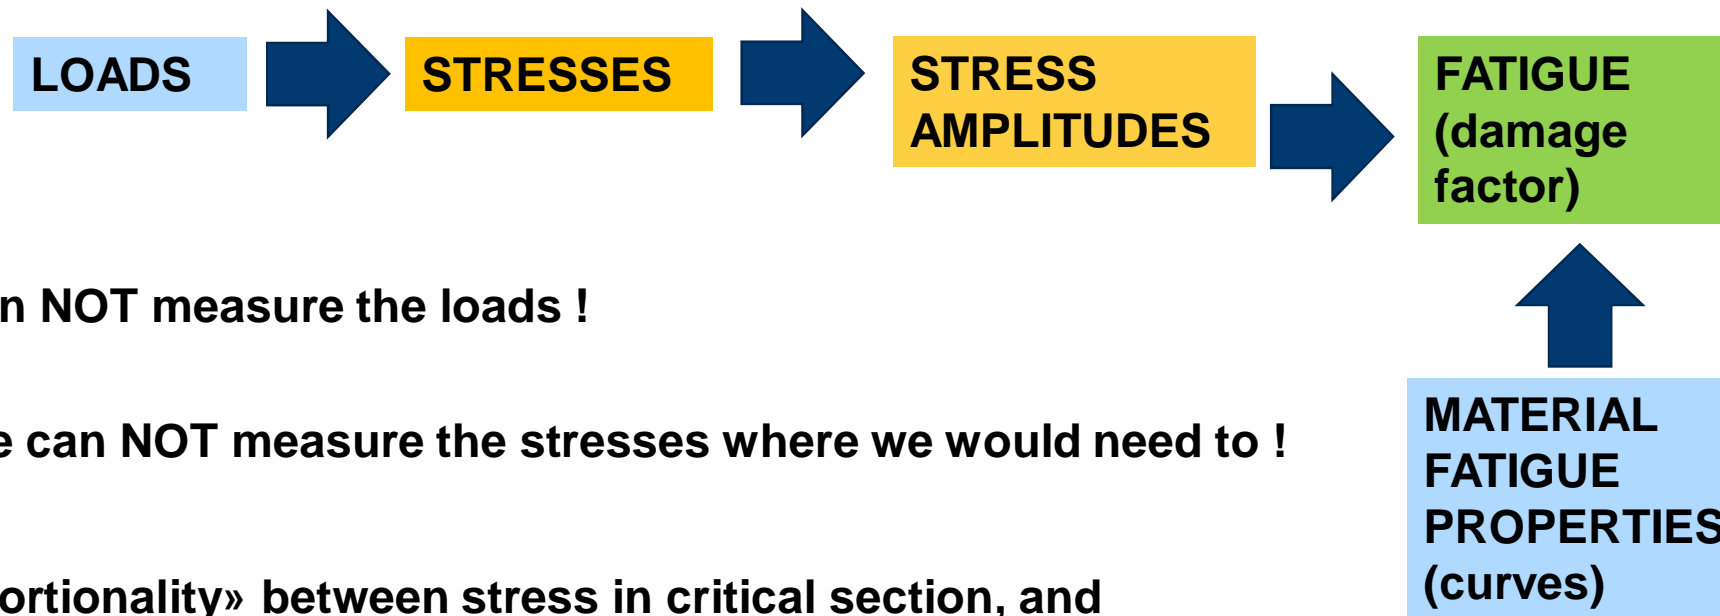 LOADS
STRESSES
STRESS
AMPLITUDES
FATIGUE
(damage
factor)
NOT measure the loads !
can NOT measure the stresses where we would need to !
between stress in critical section, and
MATERIAL
FATIGUE
PROPERTIES
(curves)